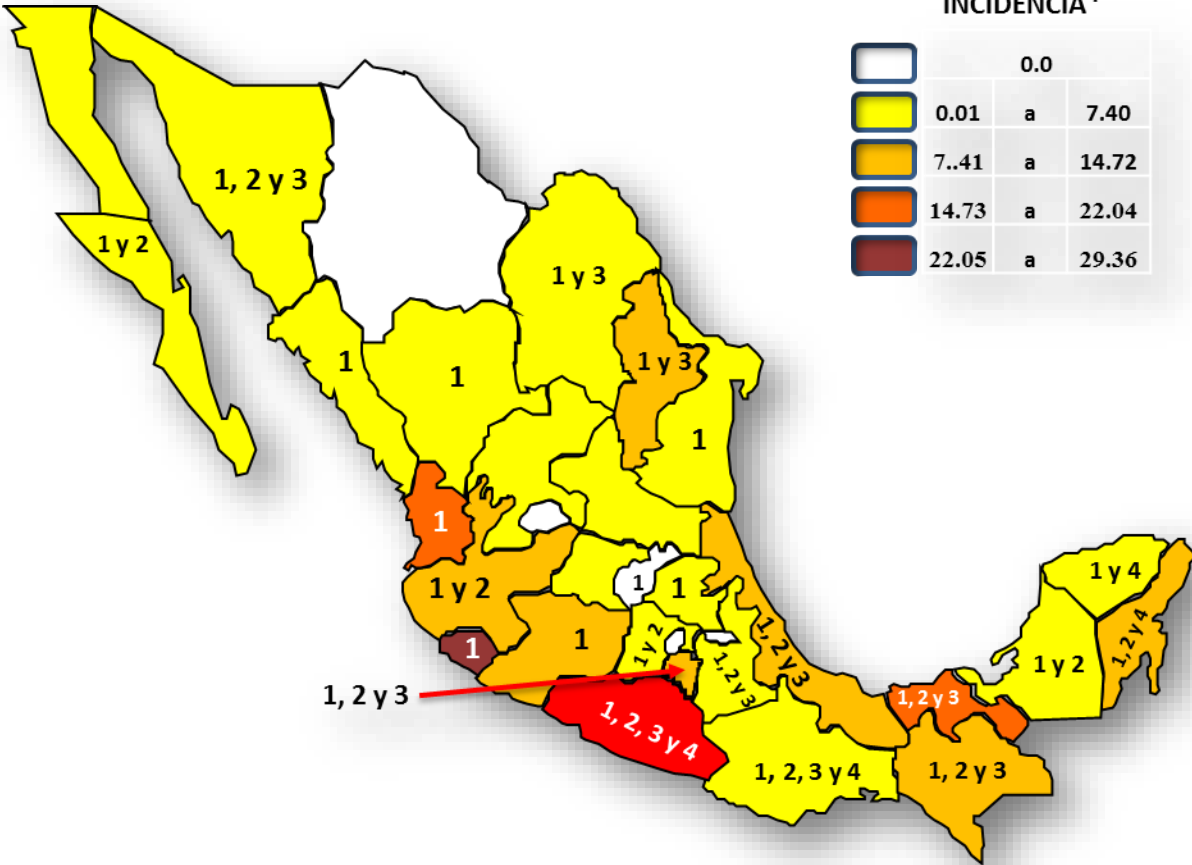 INCIDENCIA
0.0
0.01 a 7.40
7..41 a 14.72
14.73 a 22.04
22.05 a 29.36
1, 2 y 3
1 y 2
1 y 3
1
1
1 y 3
1
1
1 y 2
1
1
1
1
1 y 2
1, 2 y 3
1, 2 y 3
1, 2 y 3
1, 2, 3 y 4
1, 2, 3 y 4
1, 2 y 3
1, 2 y 3
1 y 2
1 y 4
1, 2 y 4